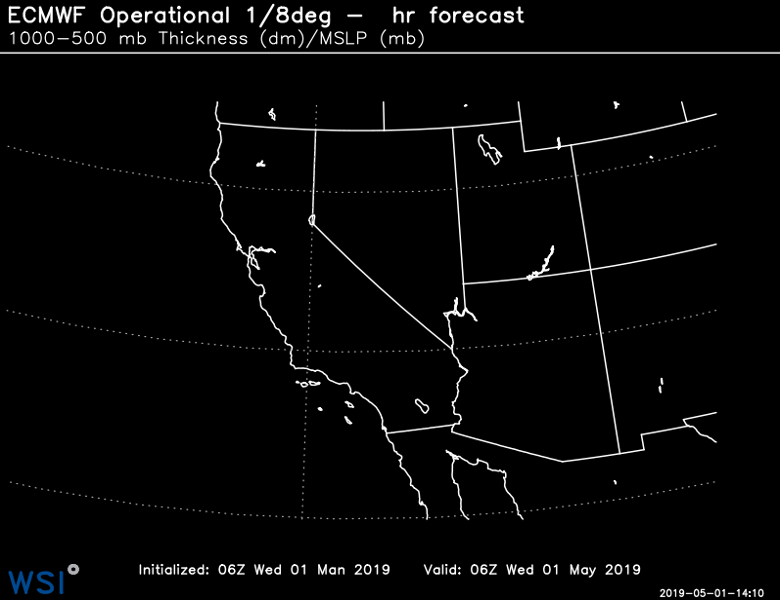 ECMWF Operational 1/8deg – hr forecast
1000–500 mb Thickness (dm)/MSLP (mb)
Initialized: 06Z Wed 01 Man 2019 Valid: 06Z Wed 01 May 2019
WSI
2019-05-01-14:10